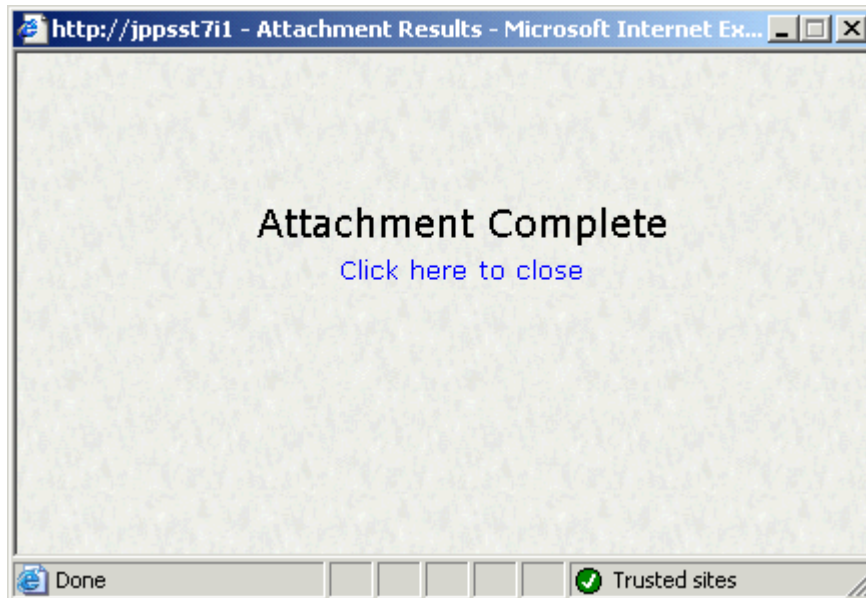 http://jppsst7i1 - Attachment Results - Microsoft Internet Ex...
Attachment Complete
Click here to close
Done
Trusted sites